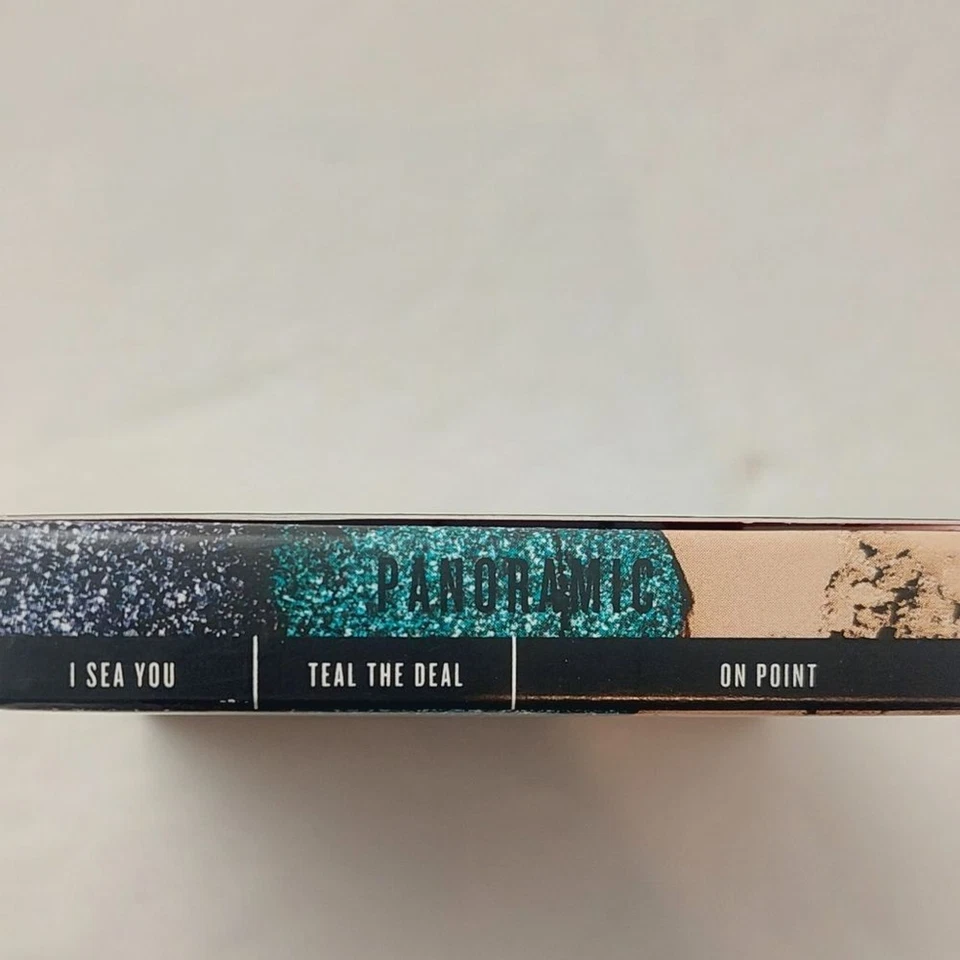 PANORAMIC
I SEA YOU
TEAL THE DEAL
ON POINT